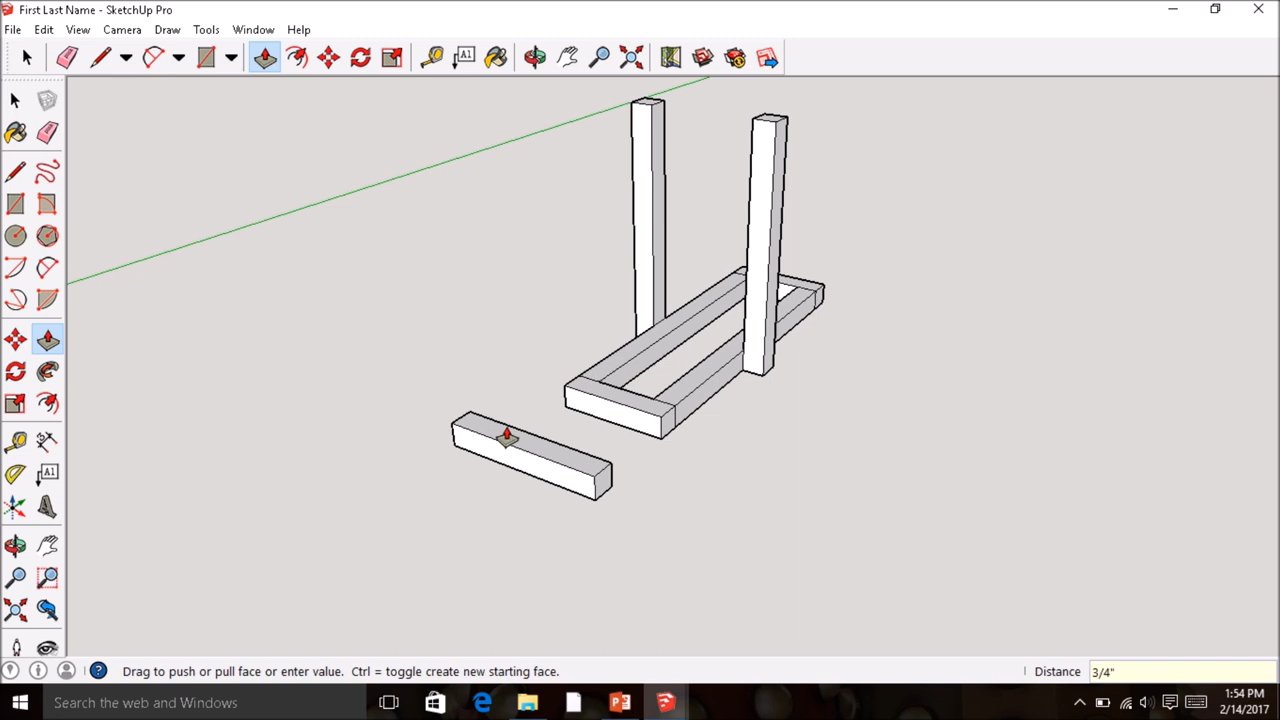 First Last Name - SketchUp Pro
File Edit View Camera Draw Tools Window Help
A1
A1
Drag to push or pull face or enter value. Ctrl = toggle create new starting face.
Distance 3/4"
Search the web and Windows
1:54 PM
2/14/2017